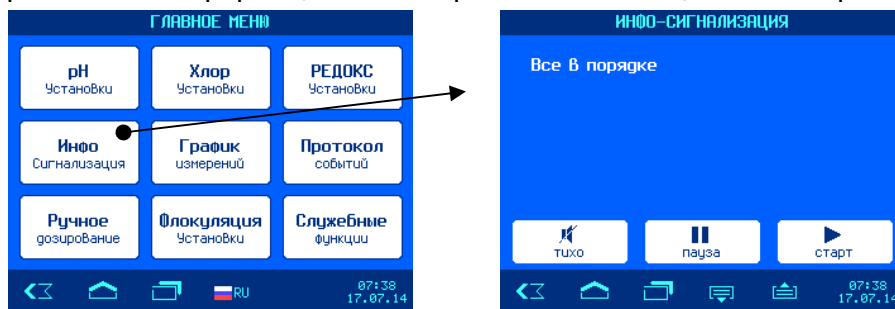 ГЛАВНОЕ МЕНЮ
pH
Установки
Хлор
Установки
РЕДОКС
Установки
Инфо
Сигнализация
График
измерений
Протокол
событий
Ручное
дозирование
Флокуляция
Установки
Служебные
функции
RU
07:38
17.07.14
ИНФО-СИГНАЛИЗАЦИЯ
Все в порядке
тихо
пауза
старт
07:38
17.07.14